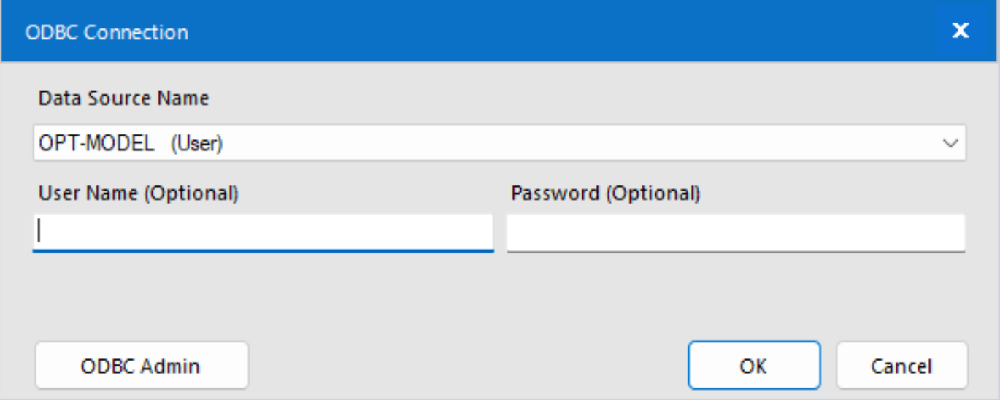 ODBC Connection x
Data Source Name
OPT-MODEL (User)
User Name (Optional) Password (Optional)
ODBC Admin OK Cancel